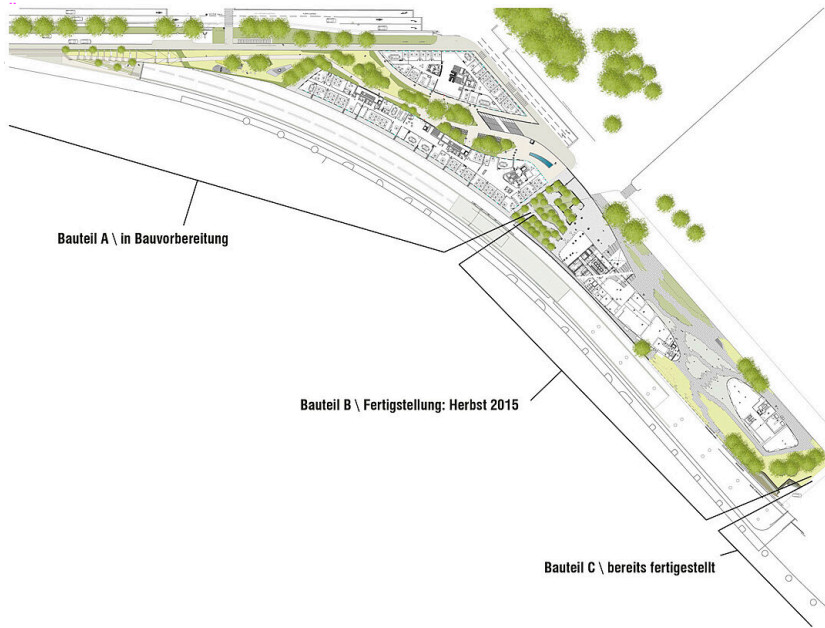 Bauteil A \ in Bauvorbereitung
Bauteil B \ Fertigstellung: Herbst 2015
Bauteil C \ bereits fertigestellt